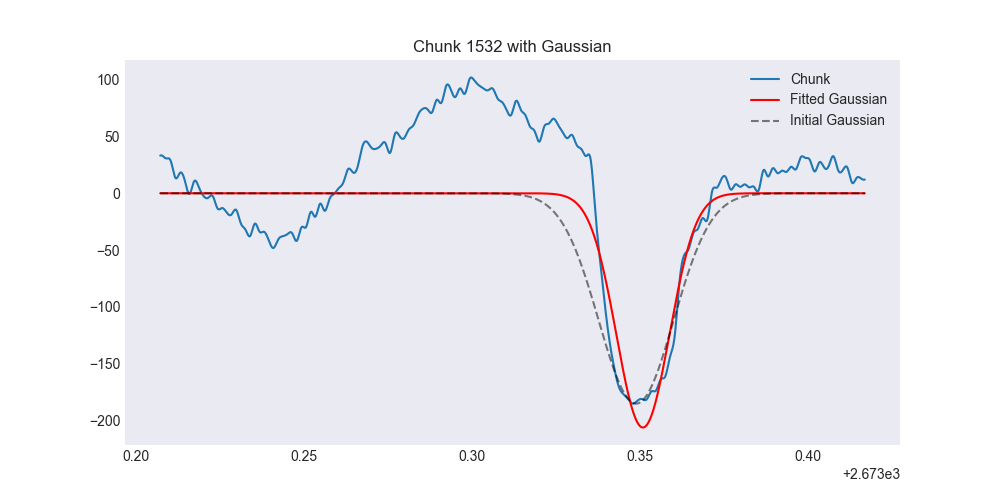 Chunk 1532 with Gaussian
Chunk
Fitted Gaussian
Initial Gaussian
100
50
0
−50
−100
−150
−200
0.20 0.25 0.30 0.35 0.40
+2.673e3